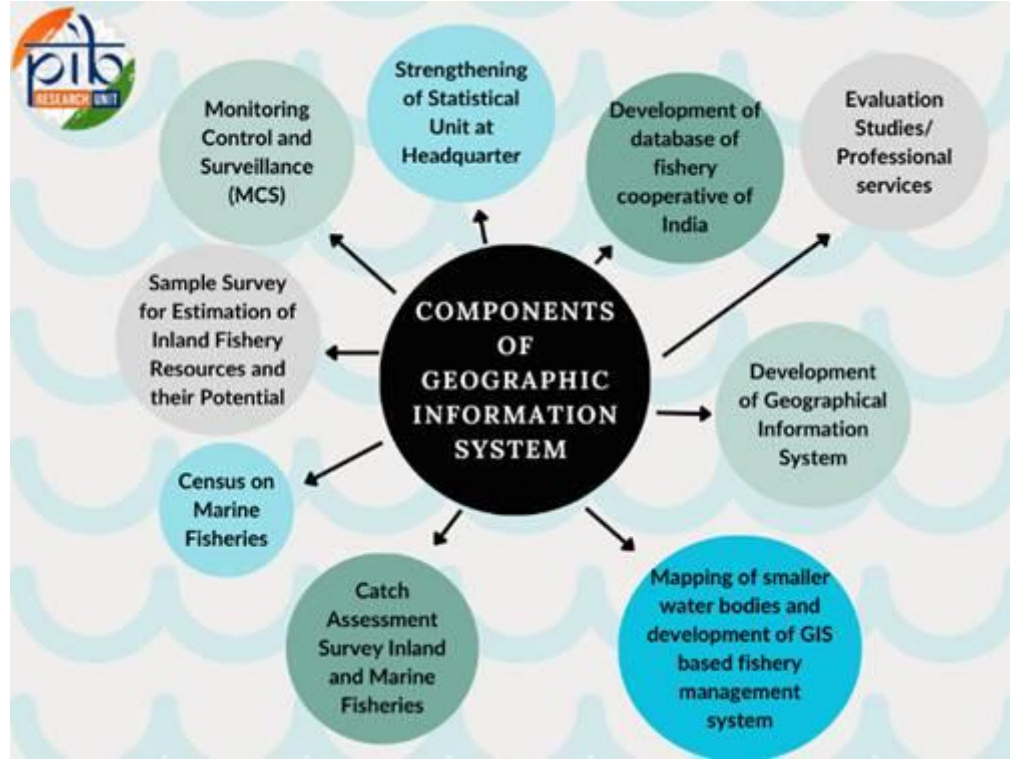 pib
RESEARCH UNIT
Monitoring
Control and
Surveillance
(MCS)
Strengthening
of Statistical
Unit at
Headquarter
Development of
database of
fishery
cooperative of
India
Evaluation
Studies/
Professional
services
Sample Survey
for Estimation of
Inland Fishery
Resources and
their Potential
COMPONENTS
OF
GEOGRAPHIC
INFORMATION
SYSTEM
Development
of Geographical
Information
System
Census on
Marine
Fisheries
Catch
Assessment
Survey Inland
and Marine
Fisheries
Mapping of smaller
water bodies and
development of GIS
based fishery
management
system